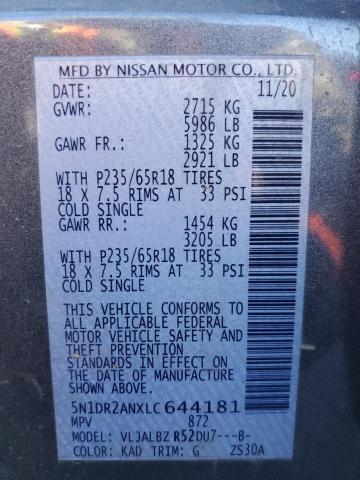 MFD BY NISSAN MOTOR CO., LTD.
DATE: 11/20
GVWR: 2715 KG
5986 LB
GAWR FR.: 1325 KG
2921 LB
WITH P235/65R18 TIRES
18 X 7.5 RIMS AT 33 PSI
COLD SINGLE
GAWR RR.: 1454 KG
3205 LB
WITH P235/65R18 TIRES
18 X 7.5 RIMS AT 33 PSI
COLD SINGLE
THIS VEHICLE CONFORMS TO
ALL APPLICABLE FEDERAL
MOTOR VEHICLE SAFETY AND
THEFT PREVENTION
STANDARDS IN EFFECT ON
THE DATE OF MANUFACTURE
SHOWN ABOVE.
5N1DR2ANXLC644181
MPV 872
MODEL: VLJALBZ R52DU7---B-
COLOR: KAD TRIM: G ZS30A